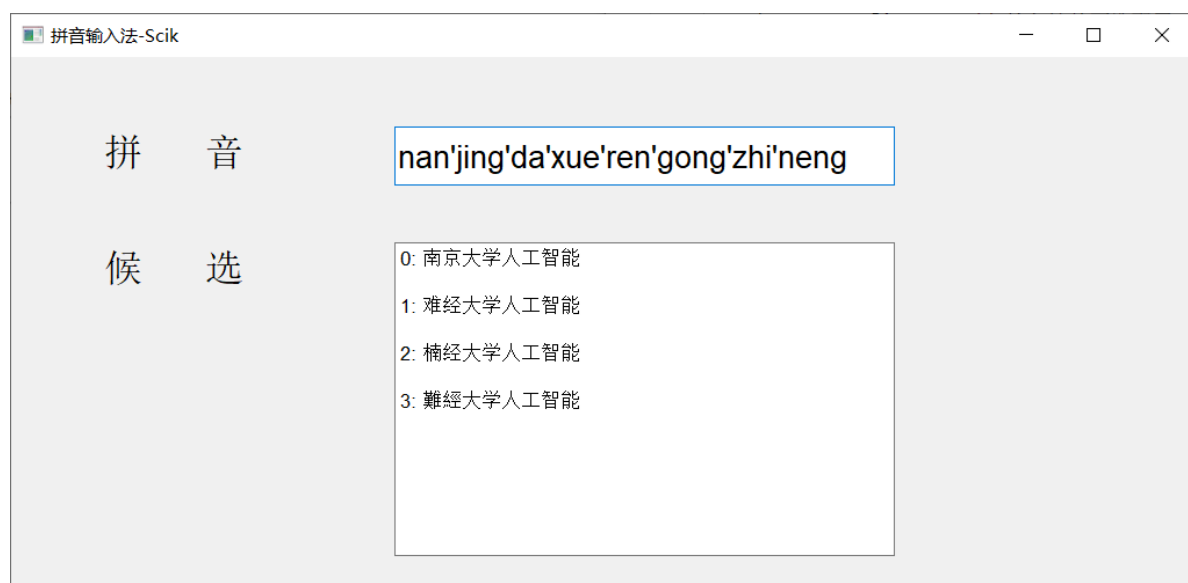 拼音输入法-Scik
拼 音
nan'jing'da'xue'ren'gong'zhi'neng
候 选
0: 南京大学人工智能
1: 难经大学人工智能
2: 楠经大学人工智能
3: 難經大学人工智能